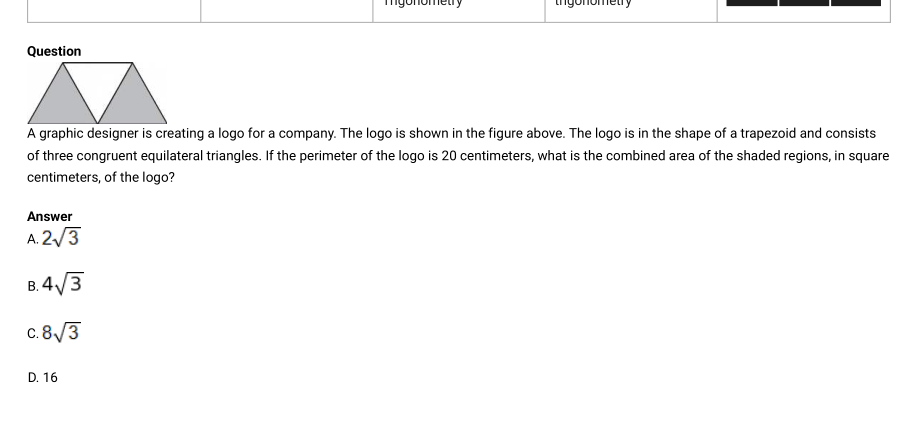 Trigonometry
trigonometry
Question
A graphic designer is creating a logo for a company. The logo is shown in the figure above. The logo is in the shape of a trapezoid and consists
of three congruent equilateral triangles. If the perimeter of the logo is 20 centimeters, what is the combined area of the shaded regions, in square
centimeters, of the logo?
Answer
A. 2√3
B. 4√3
C. 8√3
D. 16